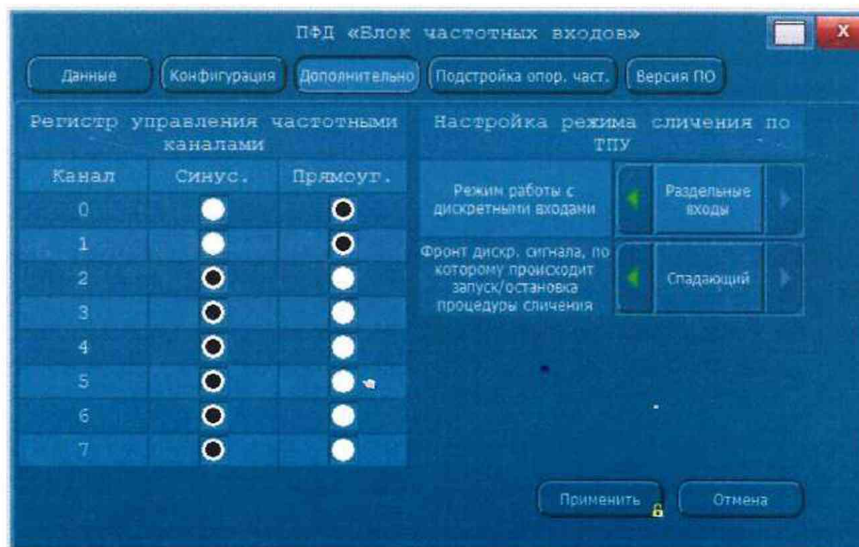 ПФД «Блок частотных входов»
X
Данные
Конфигурация
Дополнительно
Подстройка опор. част.
Версия ПО
Регистр управления частотными
каналами
Канал Синус. Прямоуг.
0
1
2
3
4
5
6
7
Настройка режима сличения по
ТПУ
Режим работы с
дискретными входами
Раздельные
входы
Фронт дискр. сигнала, по
которому происходит
запуск/остановка
процедуры сличения
Спадающий
Применить
Отмена